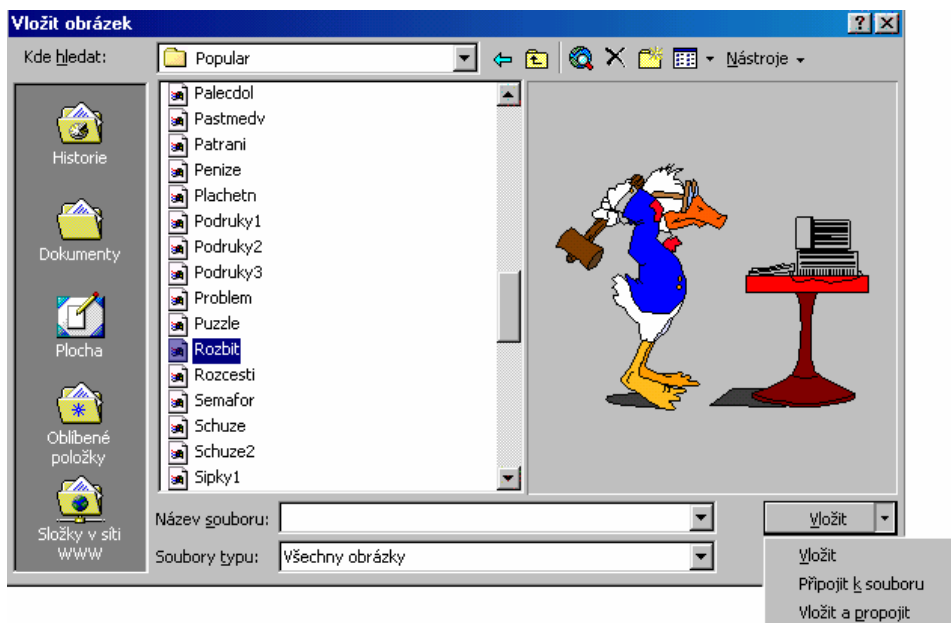 Vložit obrázek
Kde hledat:
Popular
Nástroje
Historie
Dokumenty
Plocha
Oblíbené
položky
Složky v síti
WWW
Palecdol
Pastmedv
Patrani
Penize
Plachetn
Podruky1
Podruky2
Podruky3
Problem
Puzzle
Rozbit
Rozcesti
Semafor
Schuze
Schuze2
Sipky1
Název souboru:
Vložit
Soubory typu:
Všechny obrázky
Vložit
Připojit k souboru
Vložit a propojit